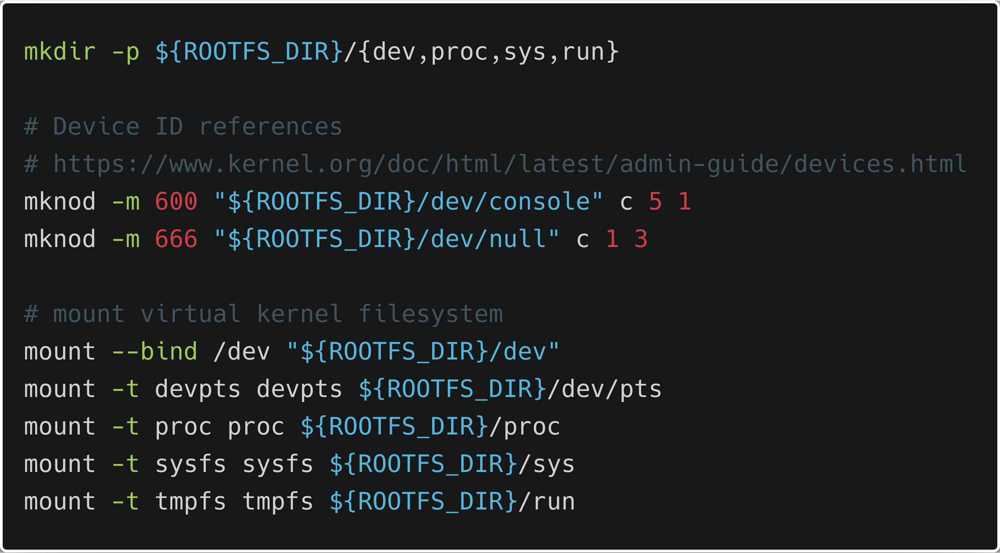 mkdir -p ${ROOTFS_DIR}/{dev,proc,sys,run}
# Device ID references
# https://www.kernel.org/doc/html/latest/admin-guide/devices.html
mknod -m 600 "${ROOTFS_DIR}/dev/console" c 5 1
mknod -m 666 "${ROOTFS_DIR}/dev/null" c 1 3
# mount virtual kernel filesystem
mount --bind /dev "${ROOTFS_DIR}/dev"
mount -t devpts devpts ${ROOTFS_DIR}/dev/pts
mount -t proc proc ${ROOTFS_DIR}/proc
mount -t sysfs sysfs ${ROOTFS_DIR}/sys
mount -t tmpfs tmpfs ${ROOTFS_DIR}/run